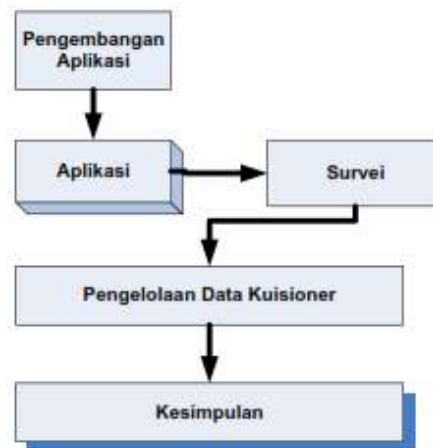 Pengembangan
Aplikasi
Aplikasi
Survei
Pengelolaan Data Kuisioner
Kesimpulan